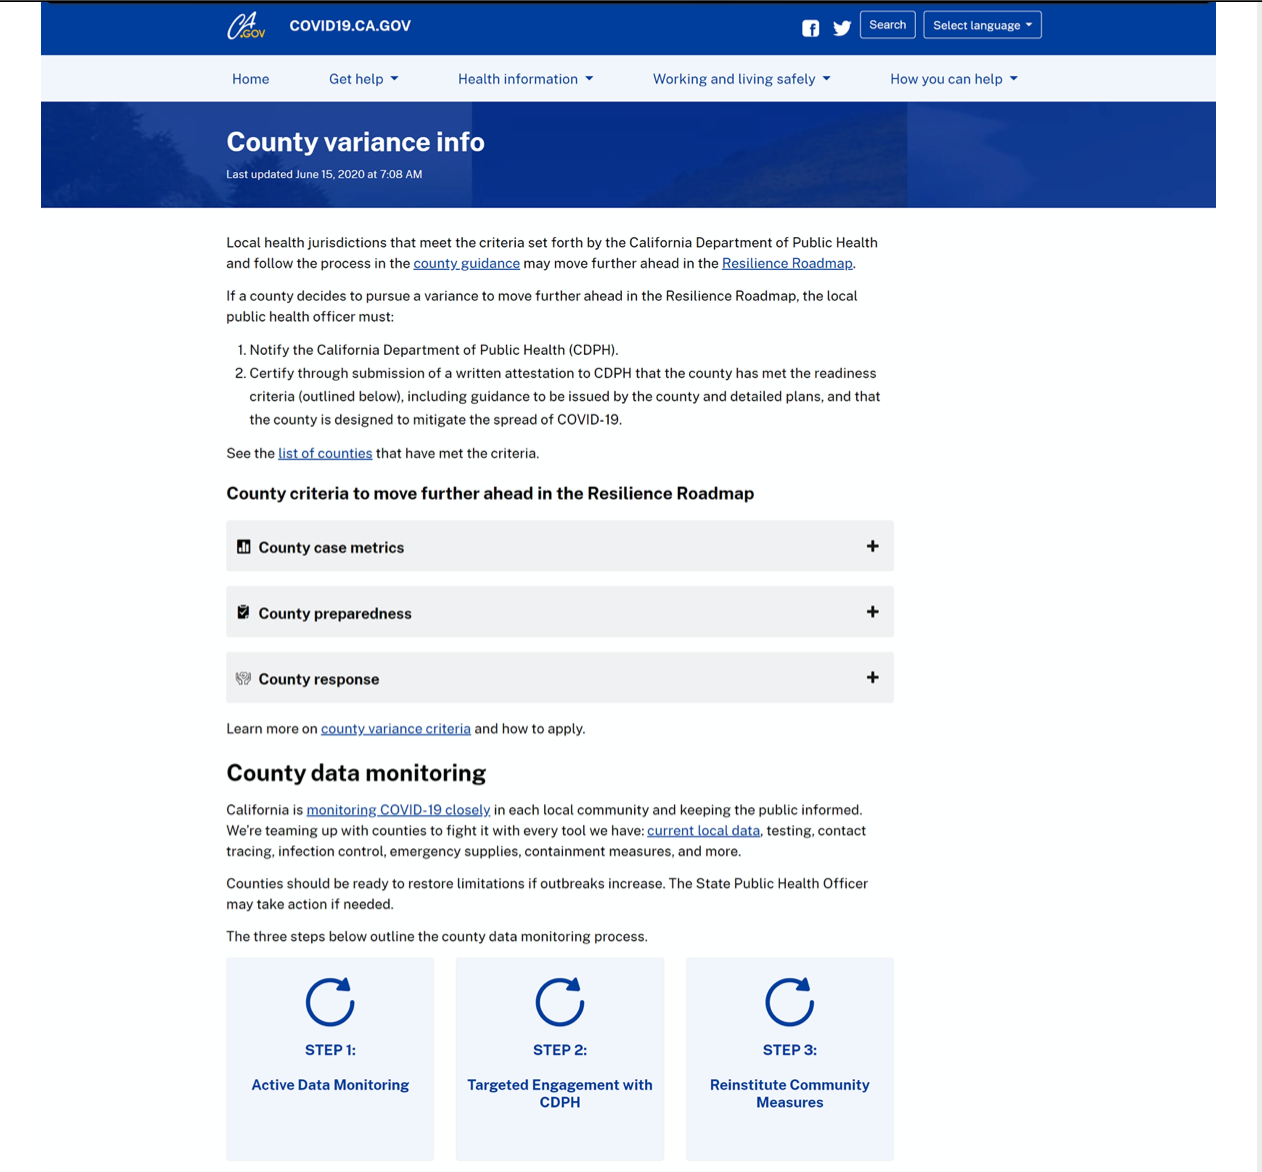 CA.GOV COVID19.CA.GOV Search Select language
Home Get help Health information Working and living safely How you can help
County variance info
Last updated June 15, 2020 at 7:08 AM
Local health jurisdictions that meet the criteria set forth by the California Department of Public Health
and follow the process in the county guidance may move further ahead in the Resilience Roadmap.
If a county decides to pursue a variance to move further ahead in the Resilience Roadmap, the local
public health officer must:
1. Notify the California Department of Public Health (CDPH).
2. Certify through submission of a written attestation to CDPH that the county has met the readiness
criteria (outlined below), including guidance to be issued by the county and detailed plans, and that
the county is designed to mitigate the spread of COVID-19.
See the list of counties that have met the criteria.
County criteria to move further ahead in the Resilience Roadmap
County case metrics +
County preparedness +
County response +
Learn more on county variance criteria and how to apply.
County data monitoring
California is monitoring COVID-19 closely in each local community and keeping the public informed.
We're teaming up with counties to fight it with every tool we have: current local data, testing, contact
tracing, infection control, emergency supplies, containment measures, and more.
Counties should be ready to restore limitations if outbreaks increase. The State Public Health Officer
may take action if needed.
The three steps below outline the county data monitoring process.
STEP 1:
Active Data Monitoring
STEP 2:
Targeted Engagement with
CDPH
STEP 3:
Reinstitute Community
Measures